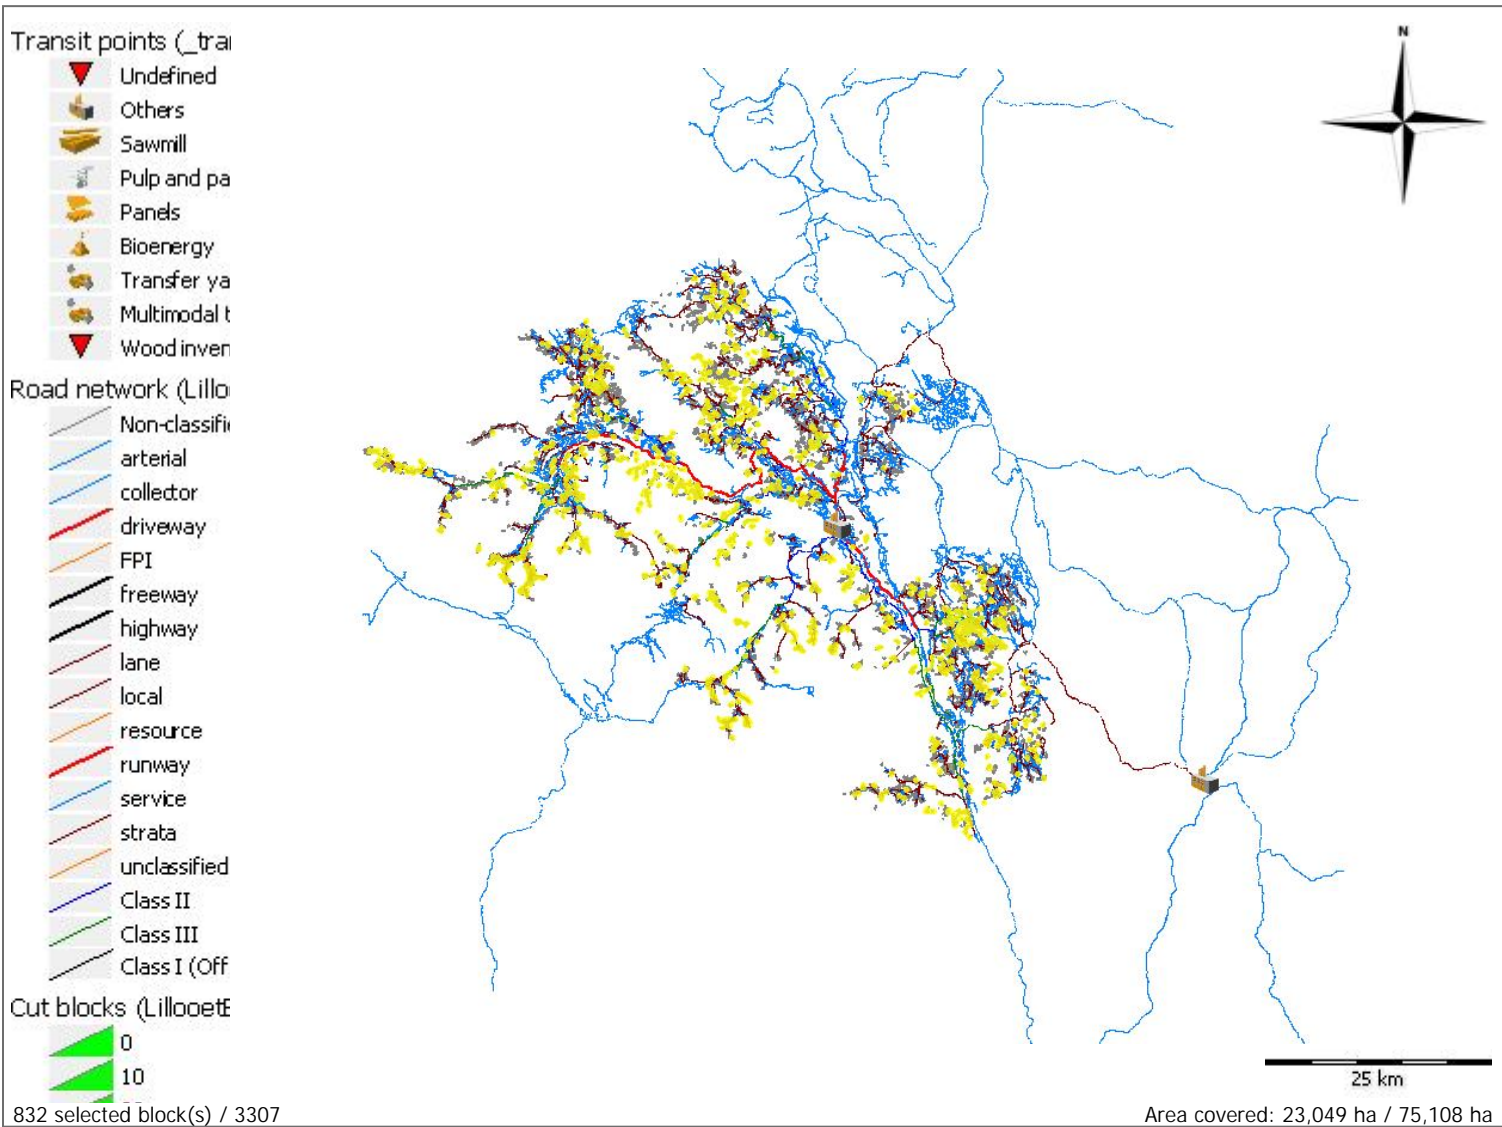 Transit points (_trai
Undefined
Others
Sawmill
Pulp and pa
Panels
Bioenergy
Transfer ya
Multimodal t
Wood inven
Road network (Lillo
Non-classifi
arterial
collector
driveway
FPI
freeway
highway
lane
local
resource
runway
service
strata
unclassified
Class II
Class III
Class I (Off
Cut blocks (LillooetB
0
10
N
25 km
832 selected block(s) / 3307
Area covered: 23,049 ha / 75,108 ha